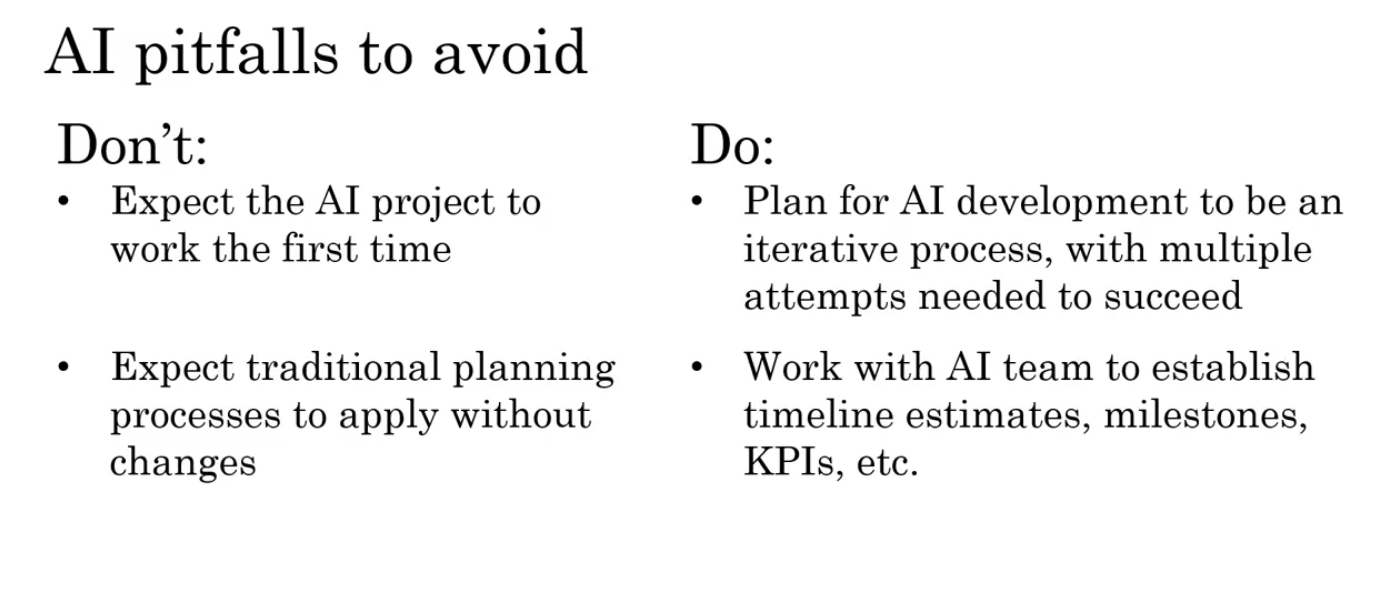 AI pitfalls to avoid
Don’t:
• Expect the AI project to
work the first time
• Expect traditional planning
processes to apply without
changes
Do:
• Plan for AI development to be an
iterative process, with multiple
attempts needed to succeed
• Work with AI team to establish
timeline estimates, milestones,
KPIs, etc.